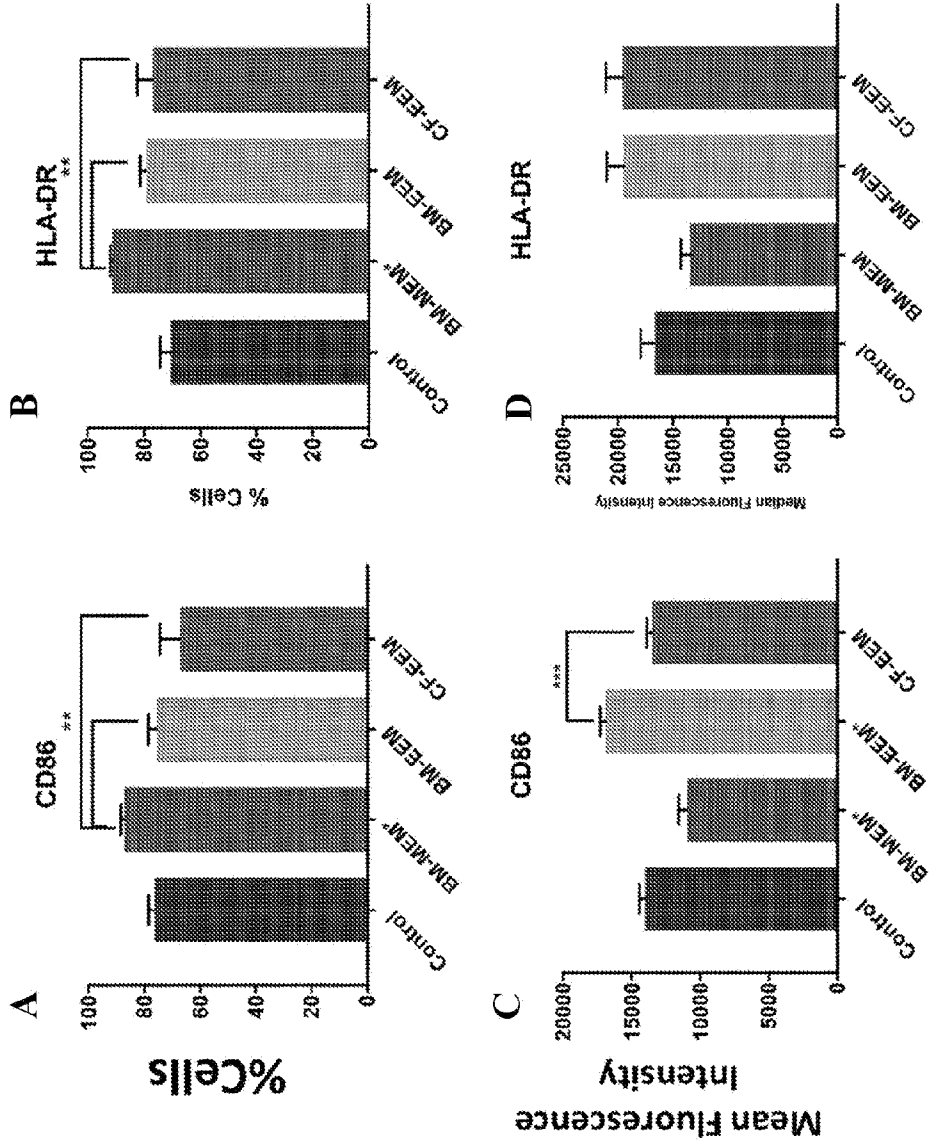 A
CD86
%Cells
**
100
80
60
40
20
0
Control
BM-MEM*
BM-EEM
CF-EEM
B
HLA-DR
% Cells
**
100
80
60
40
20
0
Control
BM-MEM*
BM-EEM
CF-EEM
C
CD86
Mean Fluorescence
Intensity
***
20000
15000
10000
5000
0
Control
BM-MEM*
BM-EEM*
CF-EEM
D
HLA-DR
Median Fluorescence Intensity
25000
20000
15000
10000
5000
0
Control
BM-MEM
BM-EEM
CF-EEM